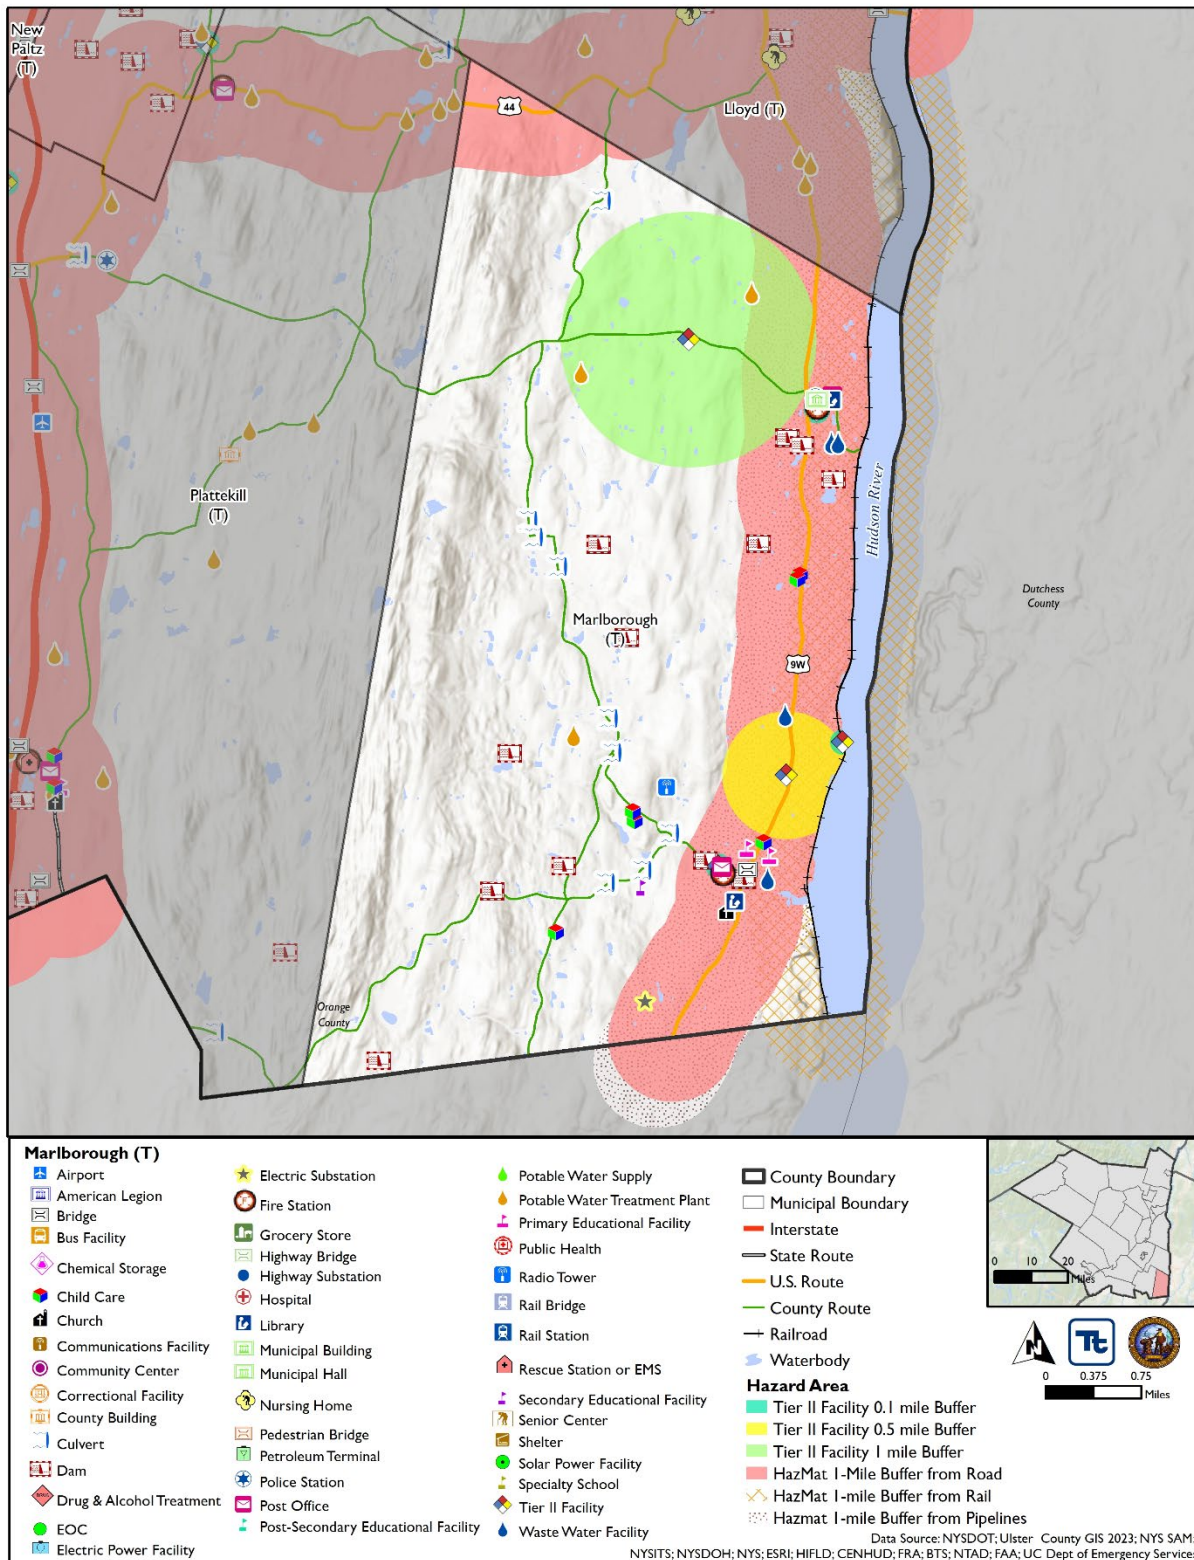 New
Paltz
(T)
44
Lloyd (T)
Plattekill
(T)
Hudson River
Dutchess
County
Marlborough
(T)
9W
Orange
County
Marlborough (T)
Airport
American Legion
Bridge
Bus Facility
Chemical Storage
Child Care
Church
Communications Facility
Community Center
Correctional Facility
County Building
Culvert
Dam
Drug & Alcohol Treatment
EOC
Electric Power Facility
Electric Substation
Fire Station
Grocery Store
Highway Bridge
Highway Substation
Hospital
Library
Municipal Building
Municipal Hall
Nursing Home
Pedestrian Bridge
Petroleum Terminal
Police Station
Post Office
Post-Secondary Educational Facility
Potable Water Supply
Potable Water Treatment Plant
Primary Educational Facility
Public Health
Radio Tower
Rail Bridge
Rail Station
Rescue Station or EMS
Secondary Educational Facility
Senior Center
Shelter
Solar Power Facility
Specialty School
Tier II Facility
Waste Water Facility
County Boundary
Municipal Boundary
Interstate
State Route
U.S. Route
County Route
Railroad
Waterbody
Hazard Area
Tier II Facility 0.1 mile Buffer
Tier II Facility 0.5 mile Buffer
Tier II Facility 1 mile Buffer
HazMat 1-Mile Buffer from Road
HazMat 1-mile Buffer from Rail
Hazmat 1-mile Buffer from Pipelines
0 10 20
Miles
N
Tt
0 0.375 0.75
Miles
Data Source: NYSDOT; Ulster County GIS 2023; NYS SAM;
NYSITS; NYSDOH; NYS; ESRI; HIFLD; CENHUD; FRA; BTS; NTAD; FAA; UC Dept of Emergency Services